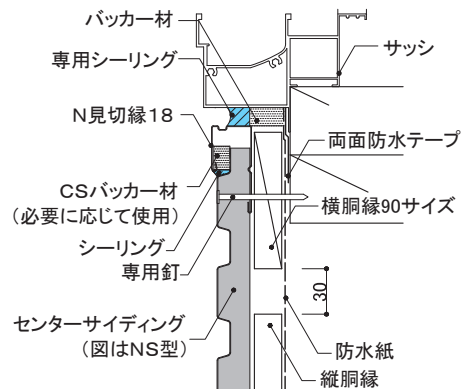 バッカー材
専用シーリング
N見切縁18
CSバッカー材
(必要に応じて使用)
シーリング
専用釘
センターサイディング
(図はNS型)
サッシ
両面防水テープ
横胴縁90サイズ
30
防水紙
縦胴縁